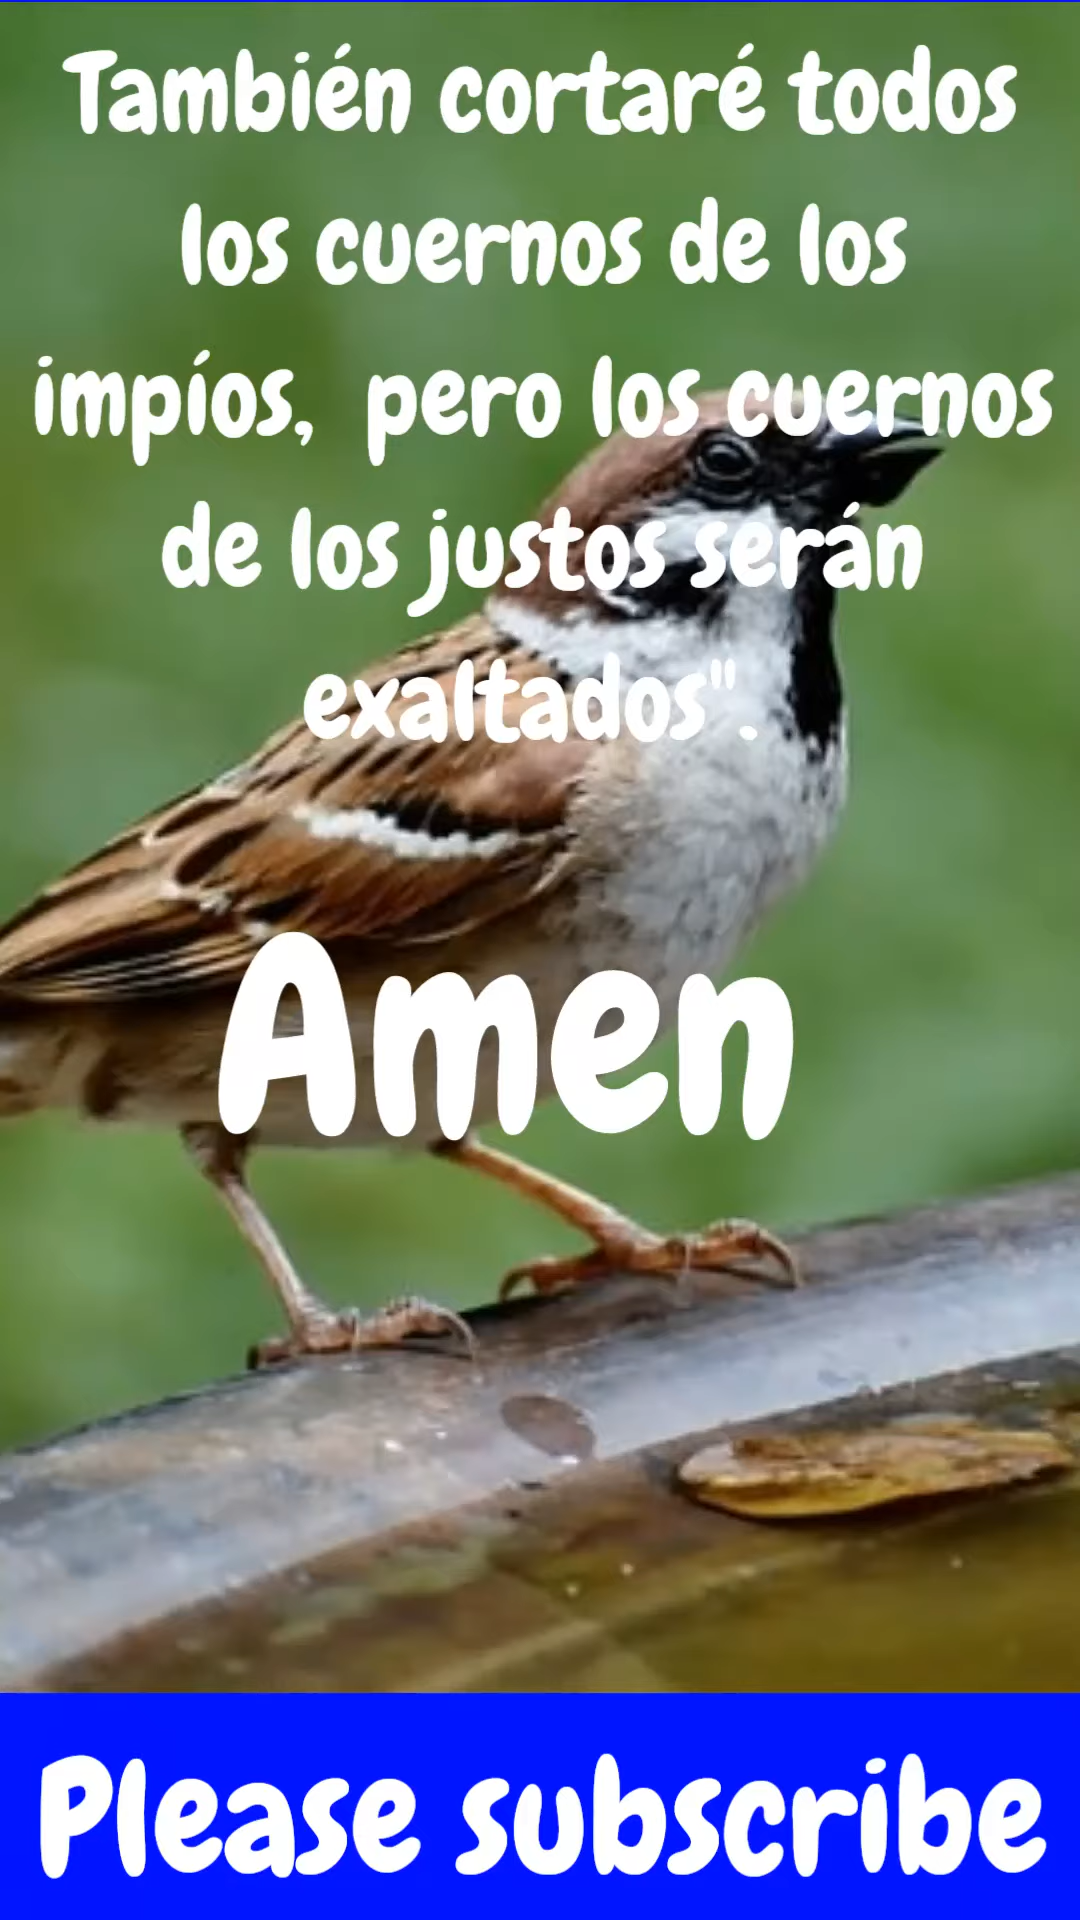 También cortaré todos
los cuernos de los
impíos,  pero los cuernos
de los justos serán
exaltados".
Amen
Please subscribe